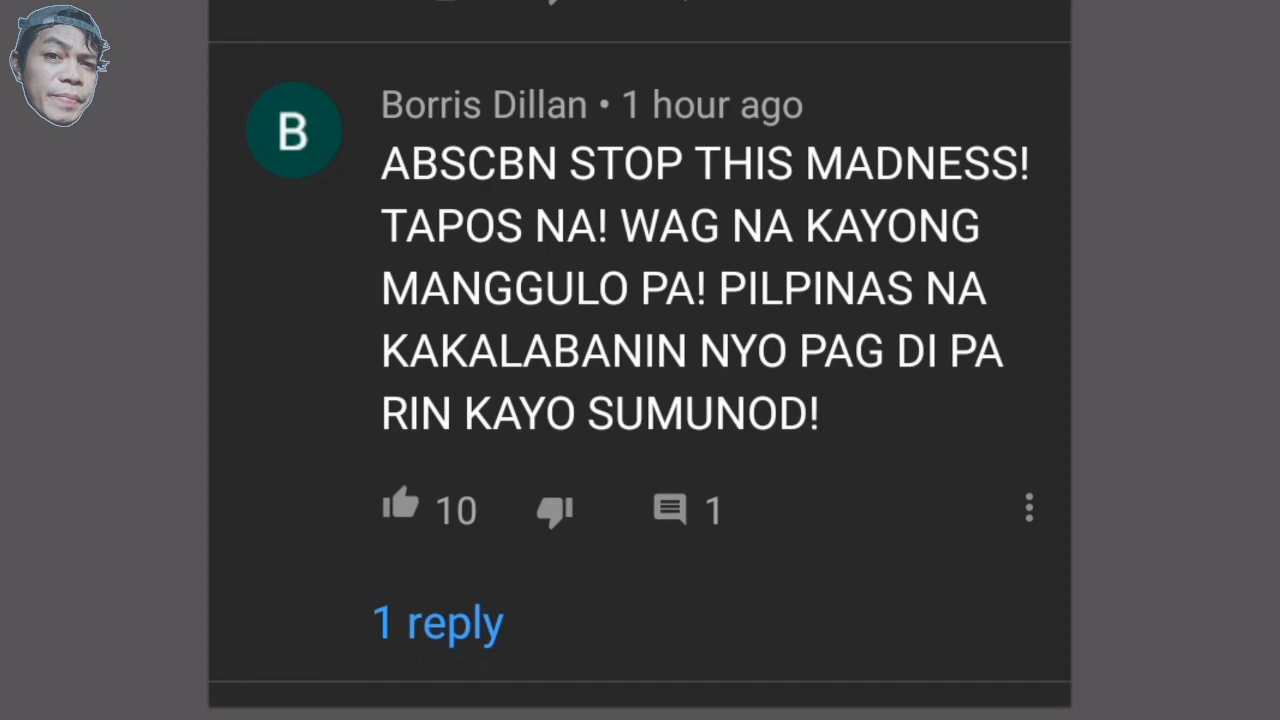 B
Borris Dillan • 1 hour ago
ABSCBN STOP THIS MADNESS!
TAPOS NA! WAG NA KAYONG
MANGGULO PA! PILPINAS NA
KAKALABANIN NYO PAG DI PA
RIN KAYO SUMUNOD!
10 1
1 reply